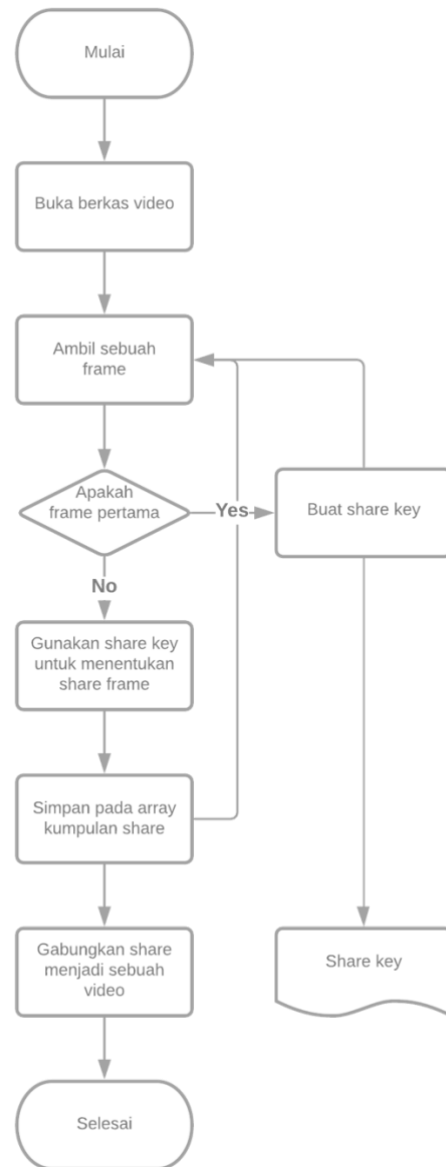 Mulai
Buka berkas video
Ambil sebuah
frame
Apakah
frame pertama
Yes
Buat share key
No
Gunakan share key
untuk menentukan
share frame
Simpan pada array
kumpulan share
Gabungkan share
menjadi sebuah
video
Share key
Selesai